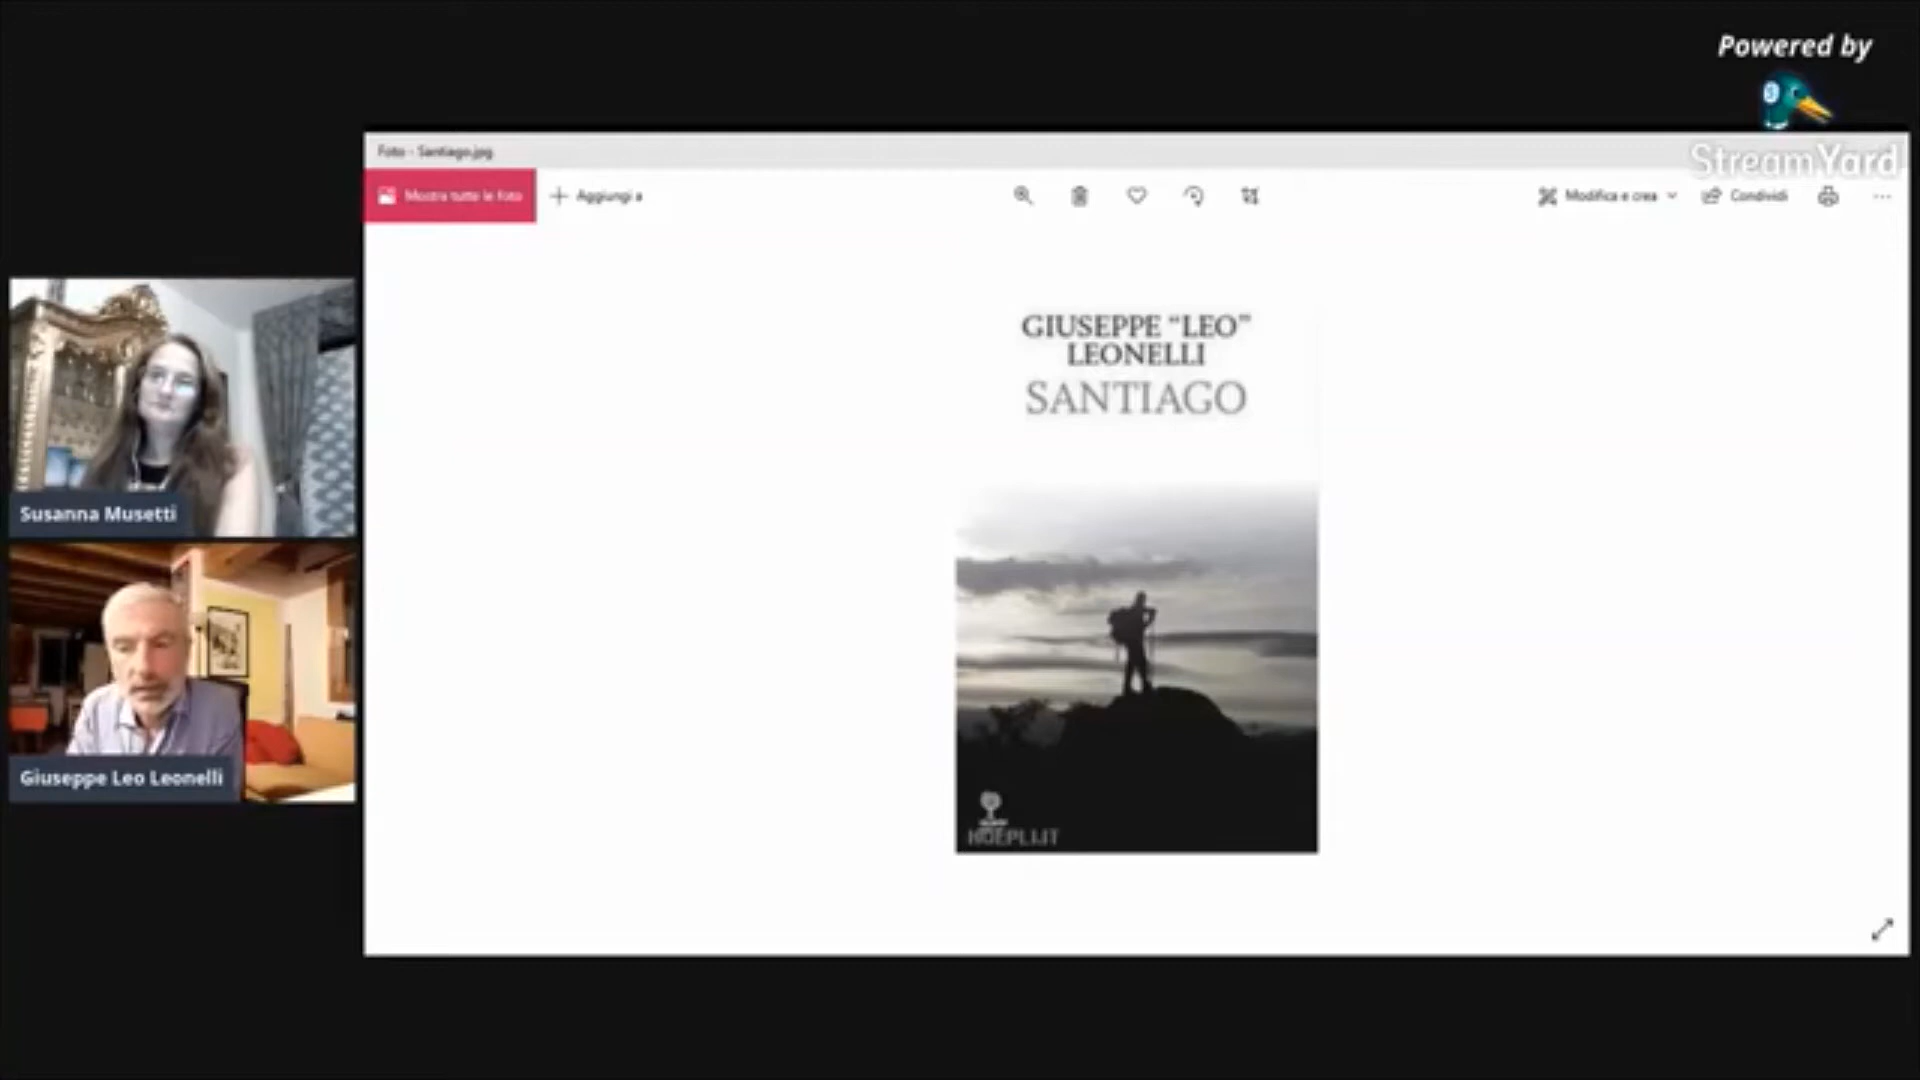 Powered by
StreamYard
Foto - Santiago.jpg
Mostra tutte le foto
Aggiungi a
Modifica e crea
Condividi
GIUSEPPE “LEO”
LEONELLI
SANTIAGO
HOEPLI.IT
Susanna Musetti
Giuseppe Leo Leonelli